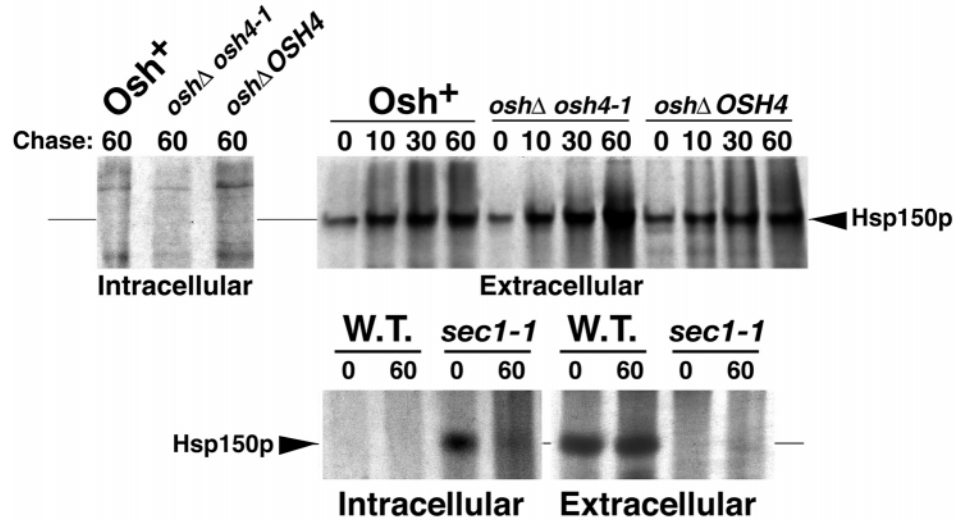 Osh+ oshΔ osh4-1 oshΔ OSH4
Osh+ oshΔ osh4-1 oshΔ OSH4
Chase: 60 60 60 0 10 30 60 0 10 30 60 0 10 30 60
Hsp150p
Intracellular Extracellular
W.T. sec1-1 W.T. sec1-1
0 60 0 60 0 60 0 60
Hsp150p
Intracellular Extracellular